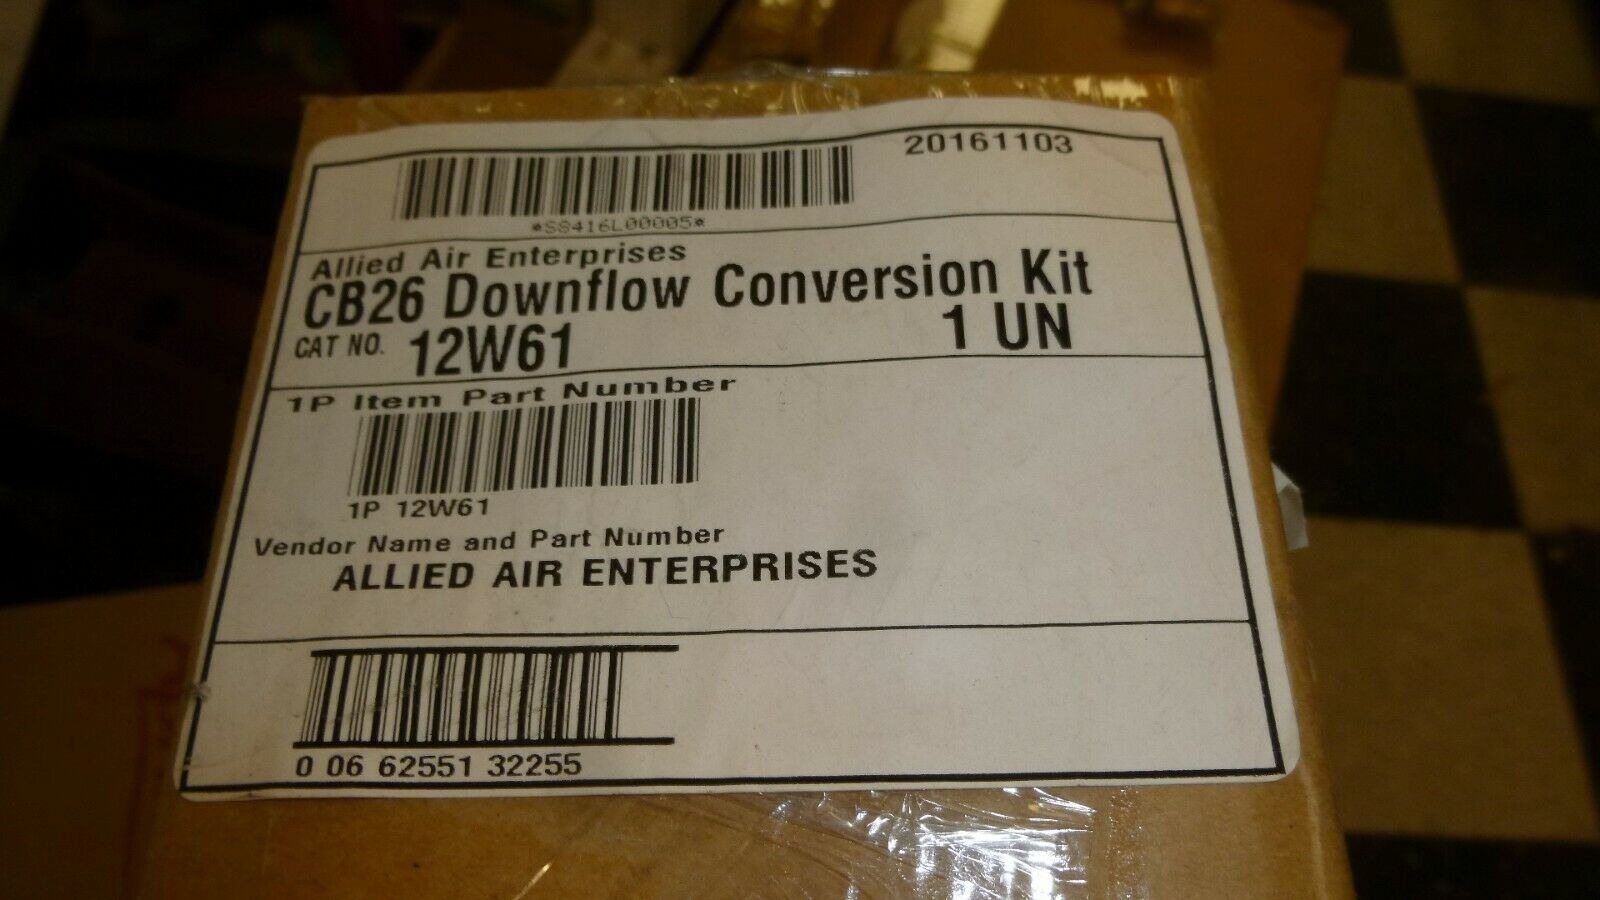 20161103
*S8416L00005*
Allied Air Enterprises
CB26 Downflow Conversion Kit
CAT NO. 12W61 1 UN
1P Item Part Number
1P 12W61
Vendor Name and Part Number
ALLIED AIR ENTERPRISES
0 06 62551 32255